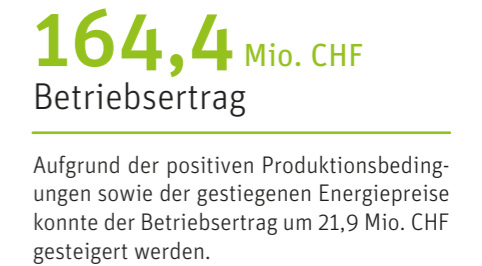 164,4 Mio. CHF
Betriebsertrag
Aufgrund der positiven Produktionsbeding-
ungen sowie der gestiegenen Energiepreise
konnte der Betriebsertrag um 21,9 Mio. CHF
gesteigert werden.